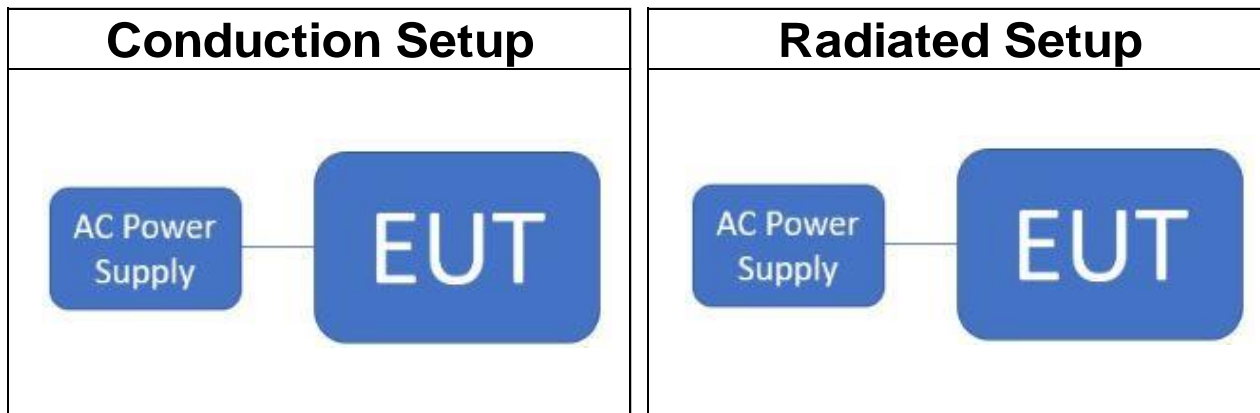 Conduction Setup
AC Power
Supply
EUT
Radiated Setup
AC Power
Supply
EUT